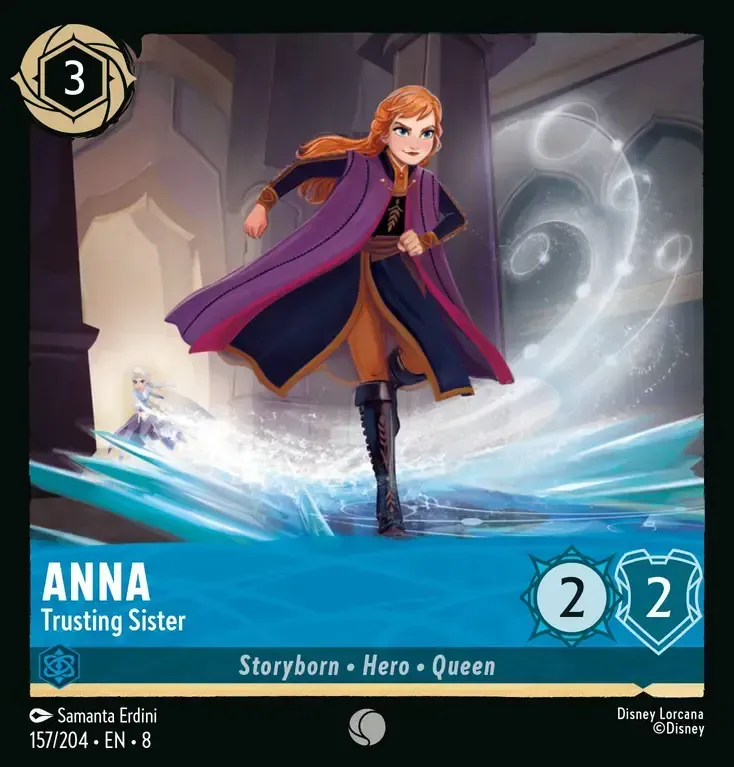 3
ANNA
Trusting Sister
2
2
Storyborn • Hero • Queen
Samanta Erdini
157/204 • EN • 8
Disney Lorcana
©Disney